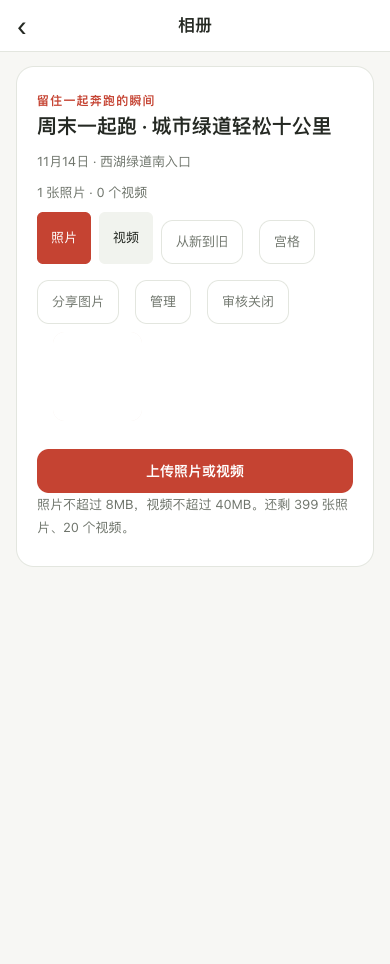 ‹ 相册
留住一起奔跑的瞬间
周末一起跑 · 城市绿道轻松十公里
11月14日 · 西湖绿道南入口
1 张照片 · 0 个视频
照片 视频 从新到旧 宫格
分享图片 管理 审核关闭
上传照片或视频
照片不超过 8MB，视频不超过 40MB。还剩 399 张照
片、20 个视频。